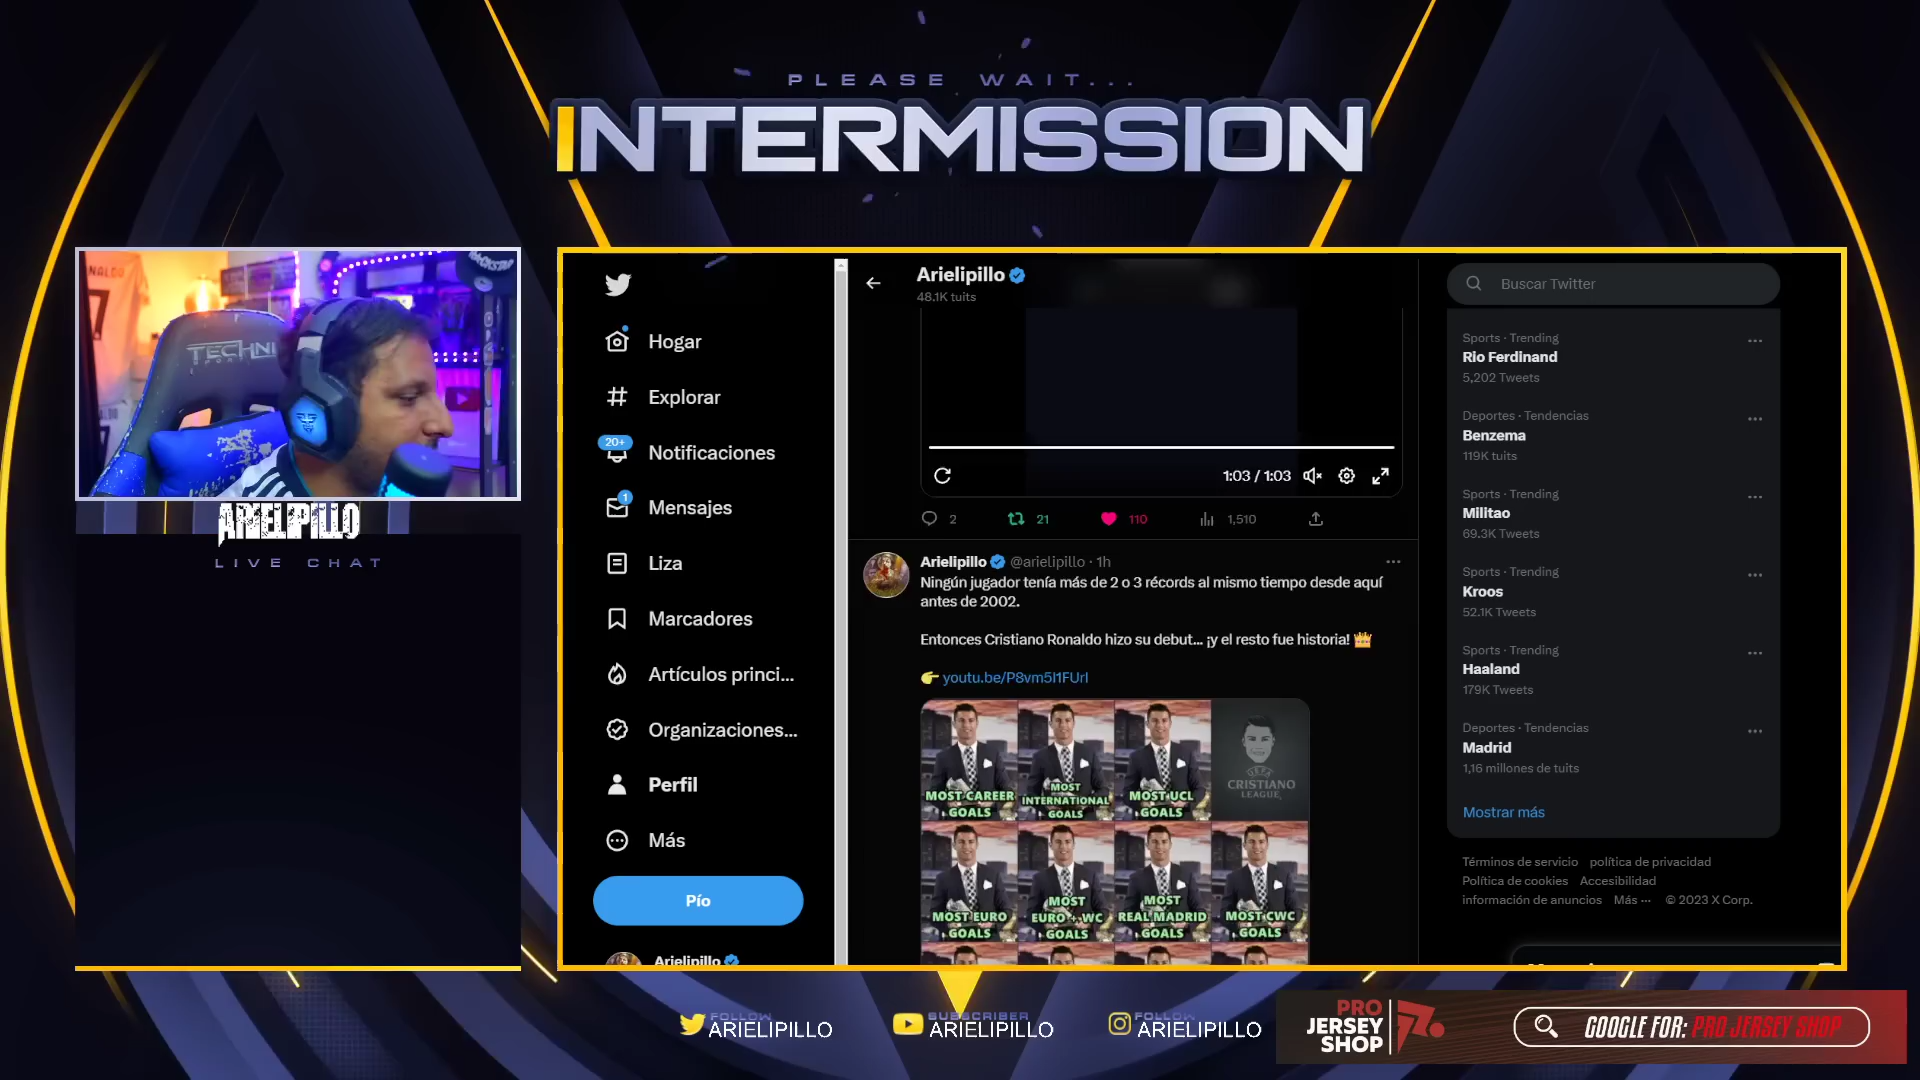 PLEASE WAIT...
INTERMISSION
NALDO
7
TECHNI
SPORT
ARIELIPILLO
LIVE CHAT
Hogar
Explorar
20+
Notificaciones
1
Mensajes
Liza
Marcadores
Artículos princi...
Organizaciones...
Perfil
Más
Pío
Arielipillo
Arielipillo
48.1K tuits
1:03 / 1:03
2
21
110
1,510
Arielipillo @arielipillo · 1h
Ningún jugador tenía más de 2 o 3 récords al mismo tiempo desde aquí
antes de 2002.
Entonces Cristiano Ronaldo hizo su debut... ¡y el resto fue historia! 👑
👉 youtu.be/P8vm5I1FUrI
MOST CAREER
GOALS
MOST
INTERNATIONAL
GOALS
MOST UCL
GOALS
UEFA
CRISTIANO
LEAGUE
MOST EURO
GOALS
MOST
EURO + WC
GOALS
MOST
REAL MADRID
GOALS
MOST CWC
GOALS
Buscar Twitter
Sports · Trending
Rio Ferdinand
5,202 Tweets
Deportes · Tendencias
Benzema
119K tuits
Sports · Trending
Militao
69.3K Tweets
Sports · Trending
Kroos
52.1K Tweets
Sports · Trending
Haaland
179K Tweets
Deportes · Tendencias
Madrid
1,16 millones de tuits
Mostrar más
Términos de servicio política de privacidad
Política de cookies Accesibilidad
información de anuncios Más ··· © 2023 X Corp.
FOLLOW
ARIELIPILLO
SUBSCRIBER
ARIELIPILLO
FOLLOW
ARIELIPILLO
PRO
JERSEY
SHOP
GOOGLE FOR: PRO JERSEY SHOP